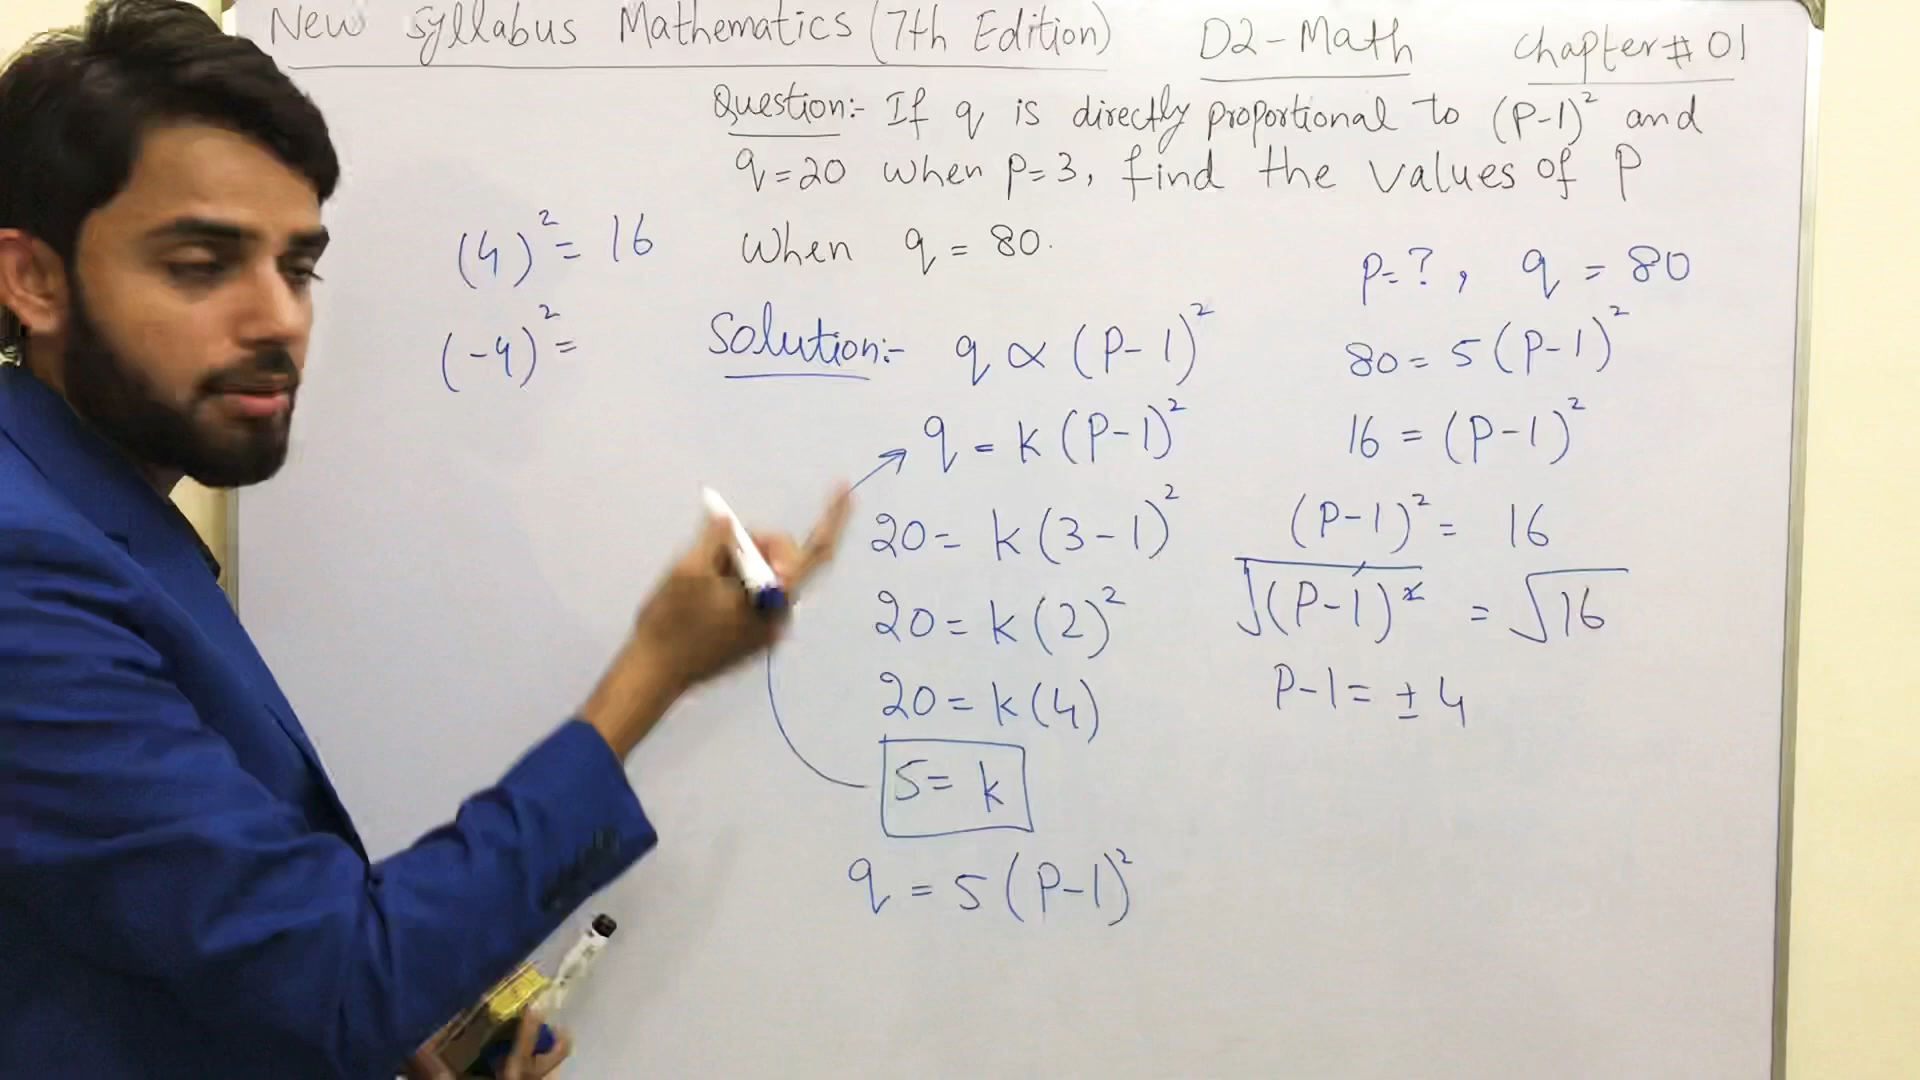 New Syllabus Mathematics (7th Edition) D2-Math Chapter # 01
Question:- If q is directly proportional to (P-1)² and
q=20 when p=3, find the values of P
when q = 80.
(4)² = 16
(-4)² =
Solution:- q ∝ (P-1)²
q = k(P-1)²
20 = k(3-1)²
20 = k(2)²
20 = k(4)
5 = k
q = 5(P-1)²
p=?, q = 80
80 = 5(P-1)²
16 = (P-1)²
(P-1)² = 16
√(P-1)² = √16
P-1 = ±4